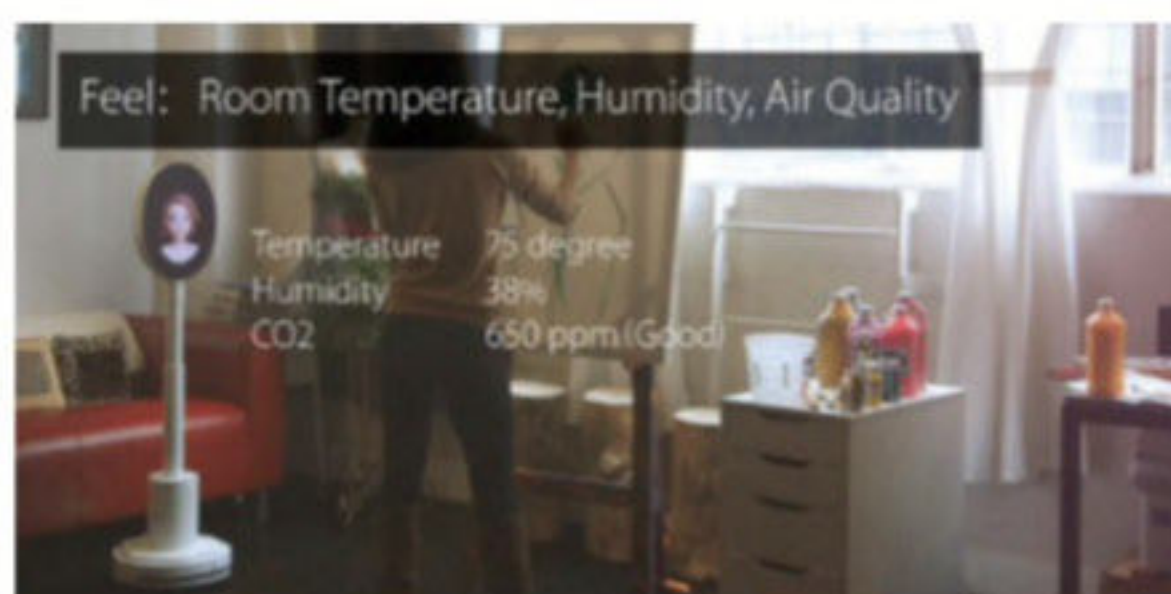 Feel: Room Temperature, Humidity, Air Quality
Temperature 75 degree
Humidity 38%
CO2 650 ppm (Good)